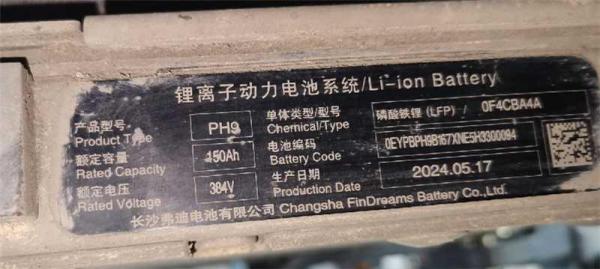 锂离子动力电池系统/Li-ion Battery
产品型号 Product Type PH9
单体类型/型号 Chemical/Type 磷酸铁锂 (LFP) / 0F4CBA4A
额定容量 Rated Capacity 150Ah
电池编码 Battery Code 0EYPBPH9B167XNE5H3300094
额定电压 Rated Voltage 384V
生产日期 Production Date 2024.05.17
长沙弗迪电池有限公司 Changsha FinDreams Battery Co.,Ltd.